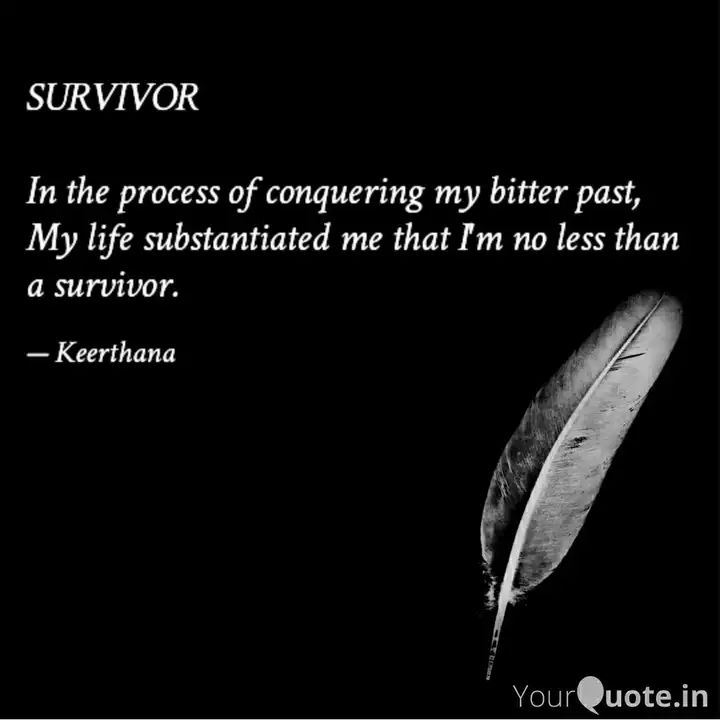 SURVIVOR
In the process of conquering my bitter past,
My life substantiated me that I'm no less than
a survivor.
— Keerthana
YourQuote.in